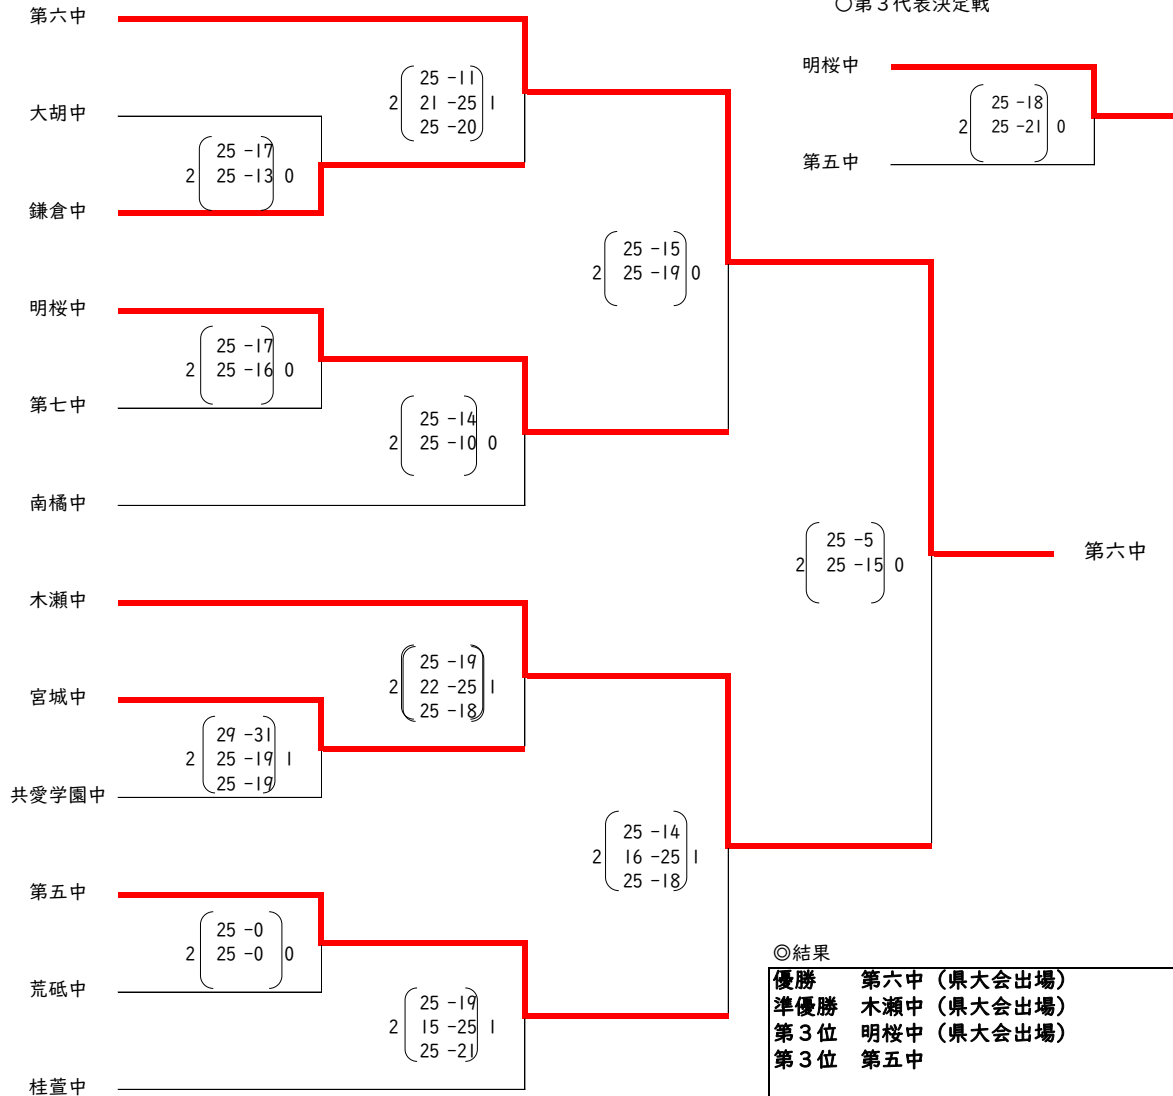 ○第３代表決定戦
第六中
明桜中
25 -18
2 25 -21 0
第五中
25 -11
2 21 -25 1
25 -20
大胡中
25 -17
2 25 -13 0
鎌倉中
25 -15
2 25 -19 0
明桜中
25 -17
2 25 -16 0
第七中
25 -14
2 25 -10 0
南橘中
25 -5
2 25 -15 0
第六中
木瀬中
25 -19
2 22 -25 1
25 -18
宮城中
29 -31
2 25 -19 1
25 -19
共愛学園中
25 -14
2 16 -25 1
25 -18
第五中
25 -0
2 25 -0 0
荒砥中
25 -19
2 15 -25 1
25 -21
桂萱中
◎結果
優勝 第六中（県大会出場）
準優勝 木瀬中（県大会出場）
第３位 明桜中（県大会出場）
第３位 第五中